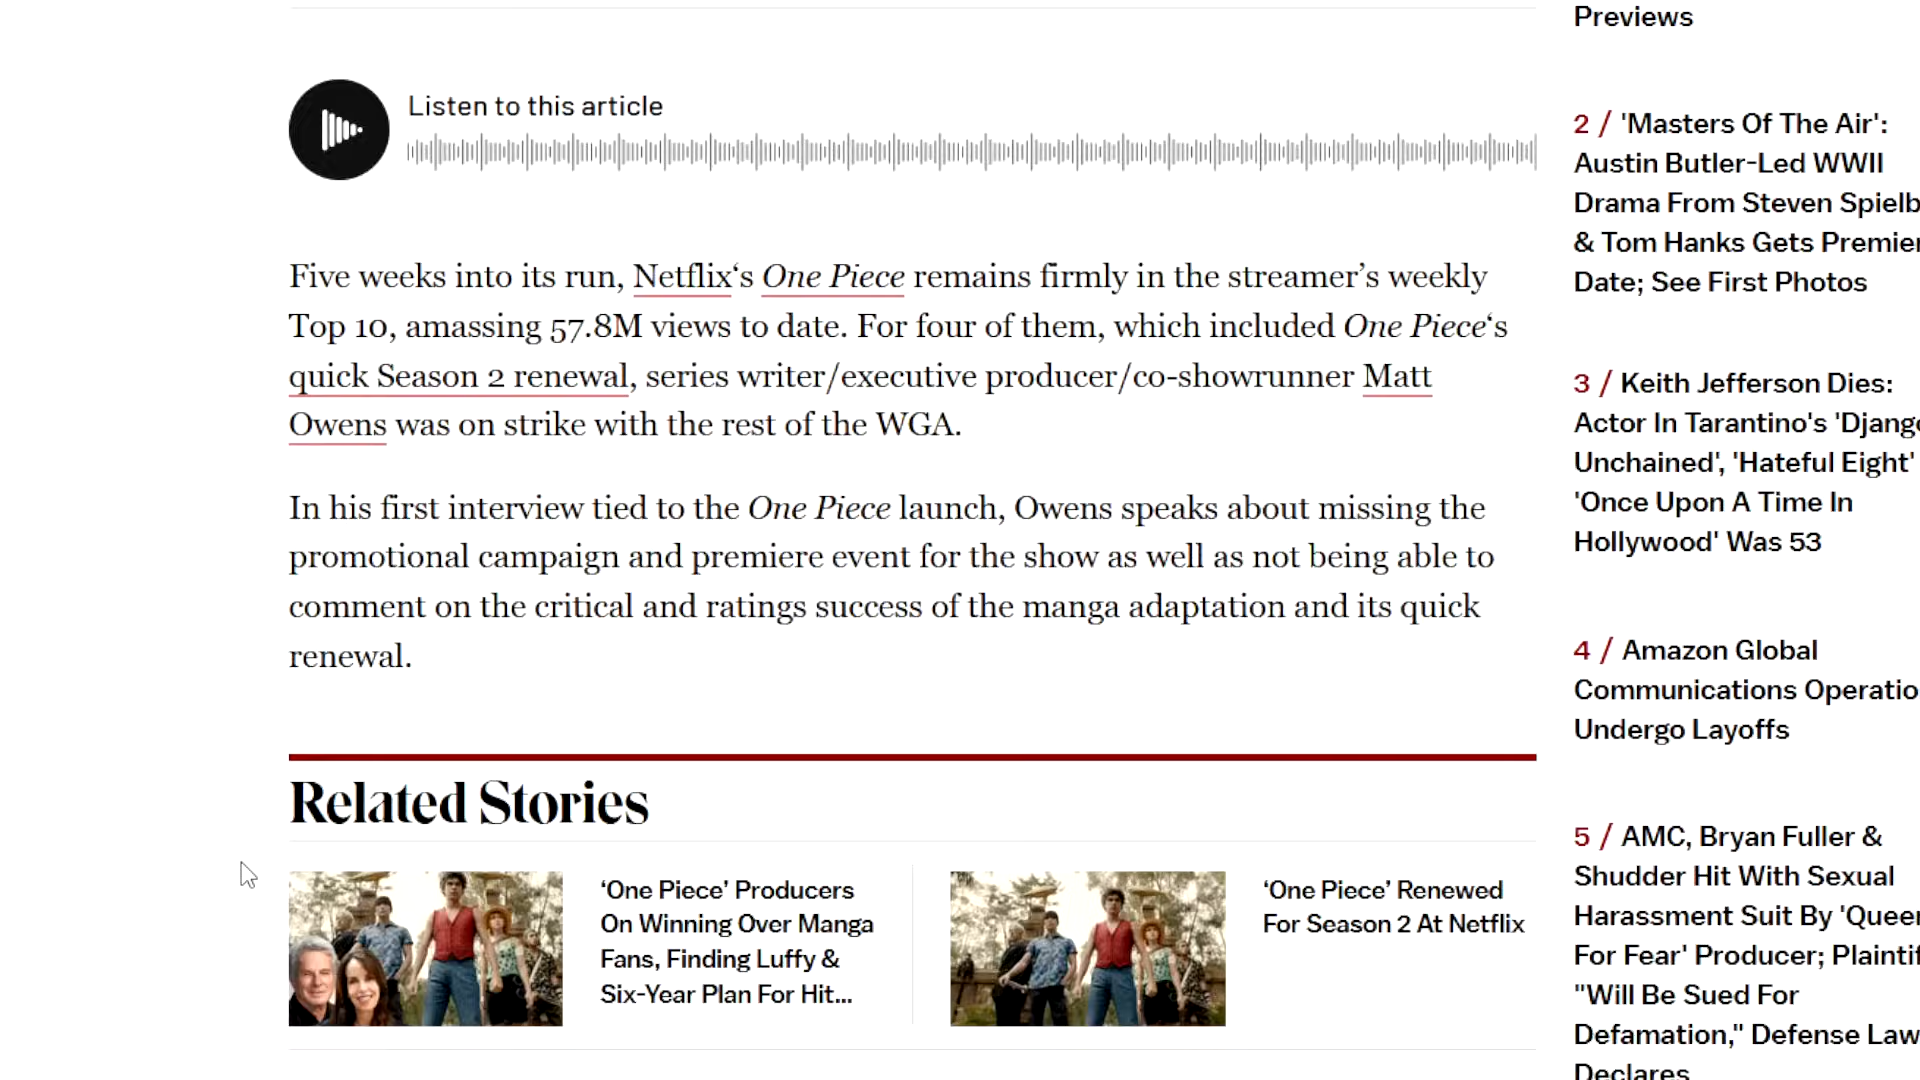 Previews
Listen to this article
Five weeks into its run, Netflix‘s One Piece remains firmly in the streamer’s weekly
Top 10, amassing 57.8M views to date. For four of them, which included One Piece‘s
quick Season 2 renewal, series writer/executive producer/co-showrunner Matt
Owens was on strike with the rest of the WGA.
In his first interview tied to the One Piece launch, Owens speaks about missing the
promotional campaign and premiere event for the show as well as not being able to
comment on the critical and ratings success of the manga adaptation and its quick
renewal.
Related Stories
‘One Piece’ Producers
On Winning Over Manga
Fans, Finding Luffy &
Six-Year Plan For Hit...
‘One Piece’ Renewed
For Season 2 At Netflix
2 / 'Masters Of The Air':
Austin Butler-Led WWII
Drama From Steven Spielb
& Tom Hanks Gets Premier
Date; See First Photos
3 / Keith Jefferson Dies:
Actor In Tarantino's 'Django
Unchained', 'Hateful Eight'
'Once Upon A Time In
Hollywood' Was 53
4 / Amazon Global
Communications Operatio
Undergo Layoffs
5 / AMC, Bryan Fuller &
Shudder Hit With Sexual
Harassment Suit By 'Queer
For Fear' Producer; Plaintif
"Will Be Sued For
Defamation," Defense Law
Declares